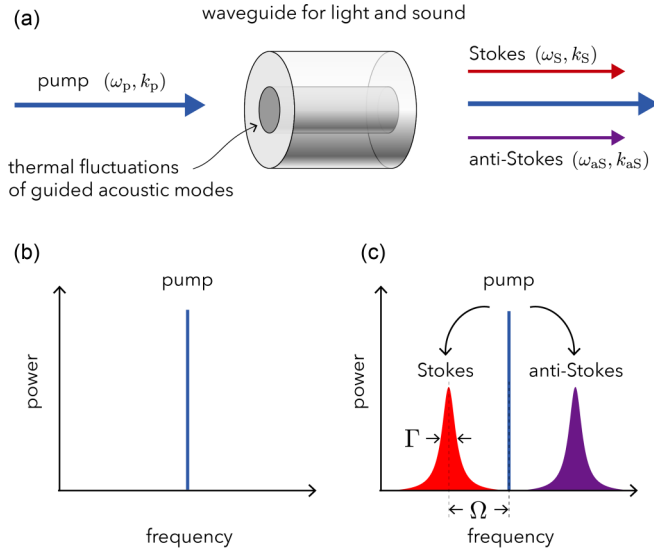 (a)
waveguide for light and sound
pump (ωp, kp)
thermal fluctuations
of guided acoustic modes
Stokes (ωS, kS)
anti-Stokes (ωaS, kaS)
(b)
pump
power
frequency
(c)
pump
Stokes
anti-Stokes
Γ
Ω
power
frequency